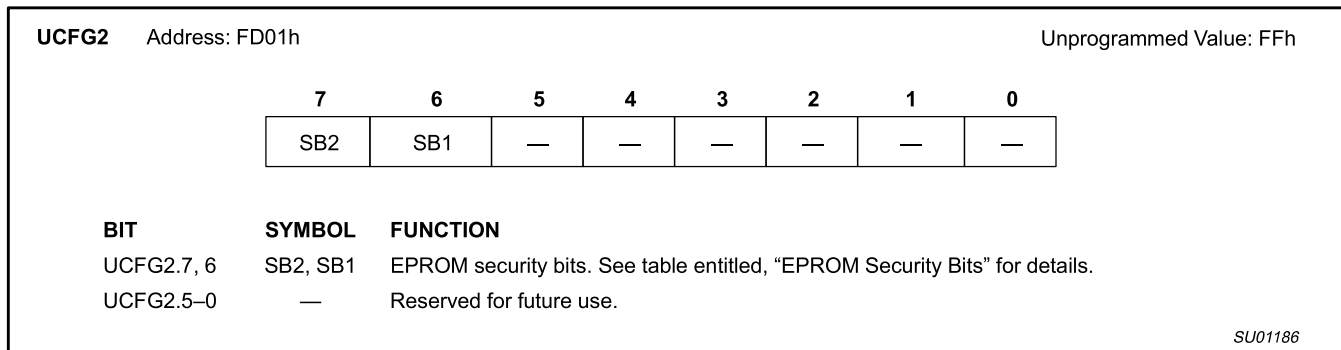 UCFG2 Address: FD01h Unprogrammed Value: FFh
7 6 5 4 3 2 1 0
SB2 SB1 — — — — — —
BIT SYMBOL FUNCTION
UCFG2.7, 6 SB2, SB1 EPROM security bits. See table entitled, “EPROM Security Bits” for details.
UCFG2.5–0 — Reserved for future use.
SU01186